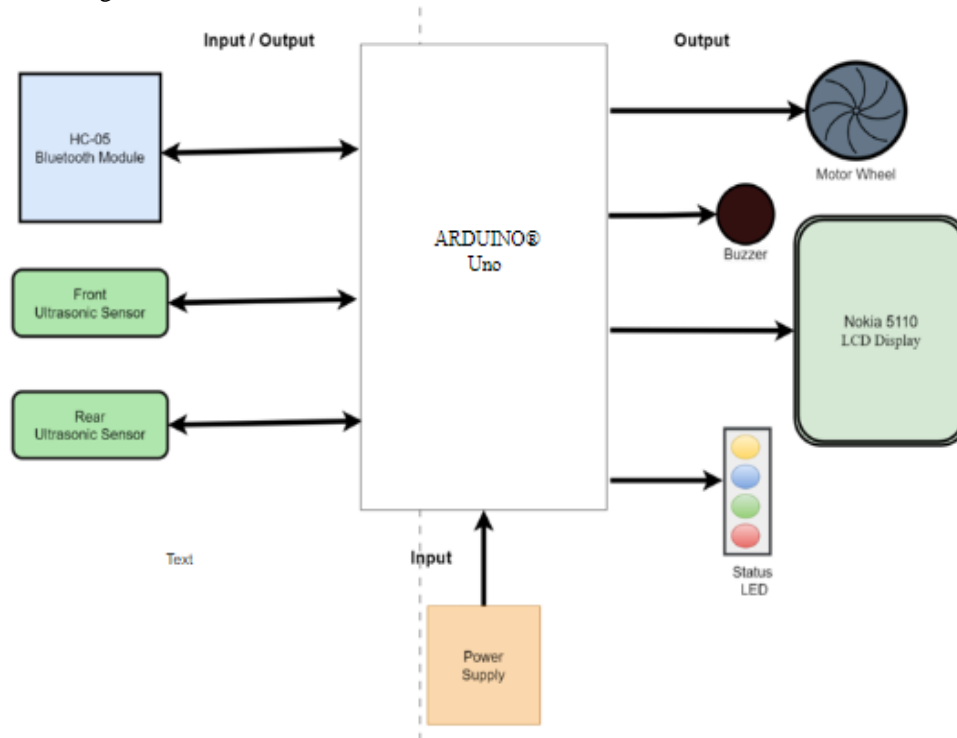 Input / Output
Output
HC-05
Bluetooth Module
Motor Wheel
ARDUINO®
Uno
Buzzer
Front
Ultrasonic Sensor
Nokia 5110
LCD Display
Rear
Ultrasonic Sensor
Text
Input
Status
LED
Power
Supply